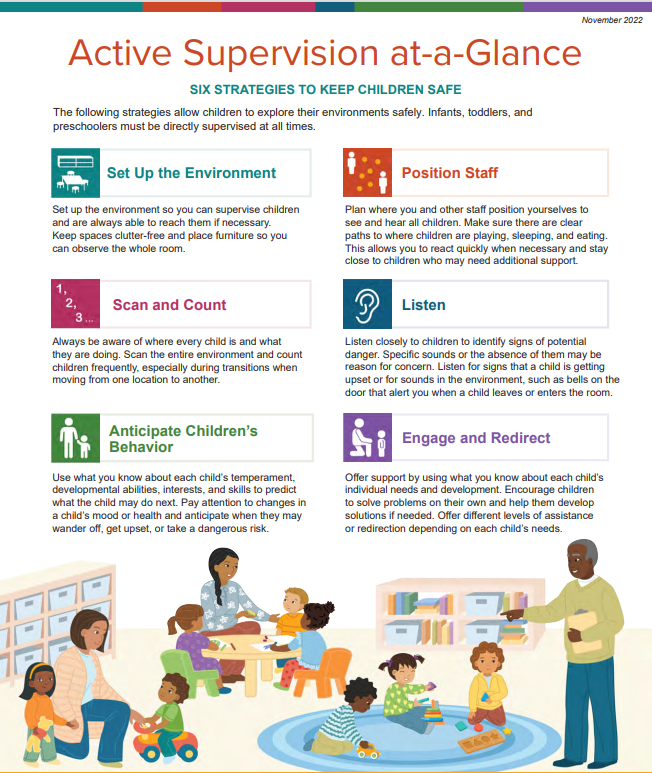 November 2022
Active Supervision at-a-Glance
SIX STRATEGIES TO KEEP CHILDREN SAFE
The following strategies allow children to explore their environments safely. Infants, toddlers, and
preschoolers must be directly supervised at all times.
Set Up the Environment
Set up the environment so you can supervise children
and are always able to reach them if necessary.
Keep spaces clutter-free and place furniture so you
can observe the whole room.
Position Staff
Plan where you and other staff position yourselves to
see and hear all children. Make sure there are clear
paths to where children are playing, sleeping, and eating.
This allows you to react quickly when necessary and stay
close to children who may need additional support.
1,
2,
3 ...
Scan and Count
Always be aware of where every child is and what
they are doing. Scan the entire environment and count
children frequently, especially during transitions when
moving from one location to another.
Listen
Listen closely to children to identify signs of potential
danger. Specific sounds or the absence of them may be
reason for concern. Listen for signs that a child is getting
upset or for sounds in the environment, such as bells on the
door that alert you when a child leaves or enters the room.
Anticipate Children's
Behavior
Use what you know about each child's temperament,
developmental abilities, interests, and skills to predict
what the child may do next. Pay attention to changes in
a child's mood or health and anticipate when they may
wander off, get upset, or take a dangerous risk.
Engage and Redirect
Offer support by using what you know about each child's
individual needs and development. Encourage children
to solve problems on their own and help them develop
solutions if needed. Offer different levels of assistance
or redirection depending on each child's needs.